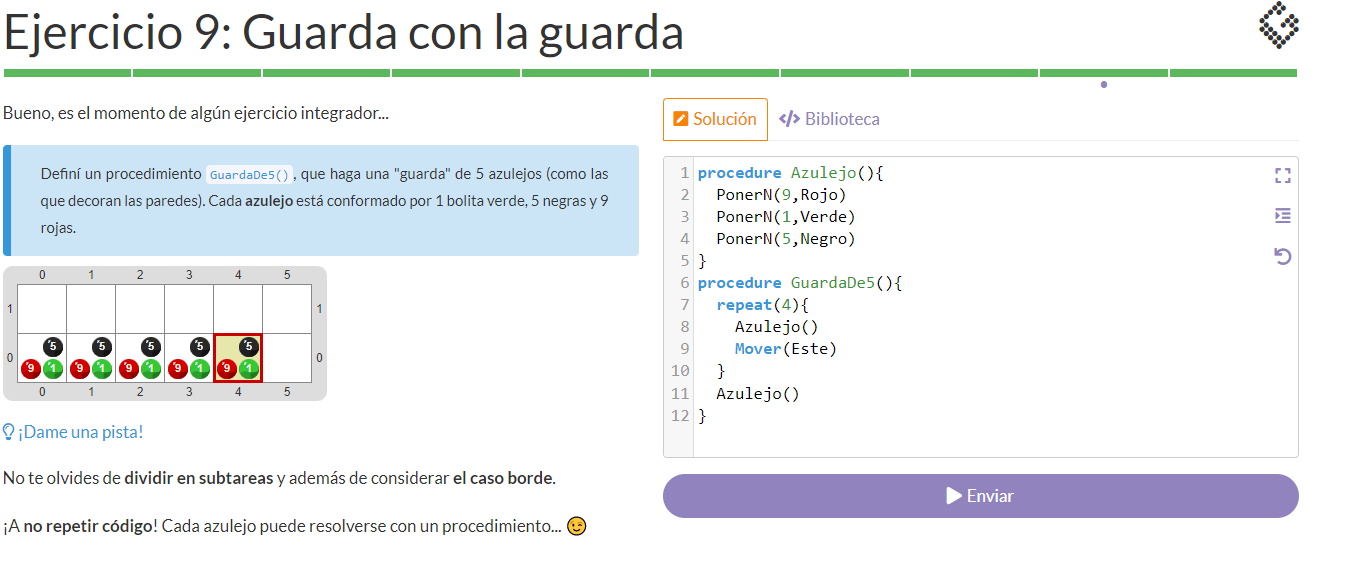 Ejercicio 9: Guarda con la guarda
Bueno, es el momento de algún ejercicio integrador...
Definí un procedimiento GuardaDe5(), que haga una "guarda" de 5 azulejos (como las
que decoran las paredes). Cada azulejo está conformado por 1 bolita verde, 5 negras y 9
rojas.
0 1 2 3 4 5
1 1
5 5 5 5 5
0 0
9 1 9 1 9 1 9 1 9 1
0 1 2 3 4 5
¡Dame una pista!
No te olvides de dividir en subtareas y además de considerar el caso borde.
¡A no repetir código! Cada azulejo puede resolverse con un procedimiento...
Solución </> Biblioteca
1 procedure Azulejo(){
2 PonerN(9,Rojo)
3 PonerN(1,Verde)
4 PonerN(5,Negro)
5 }
6 procedure GuardaDe5(){
7 repeat(4){
8 Azulejo()
9 Mover(Este)
10 }
11 Azulejo()
12 }
Enviar